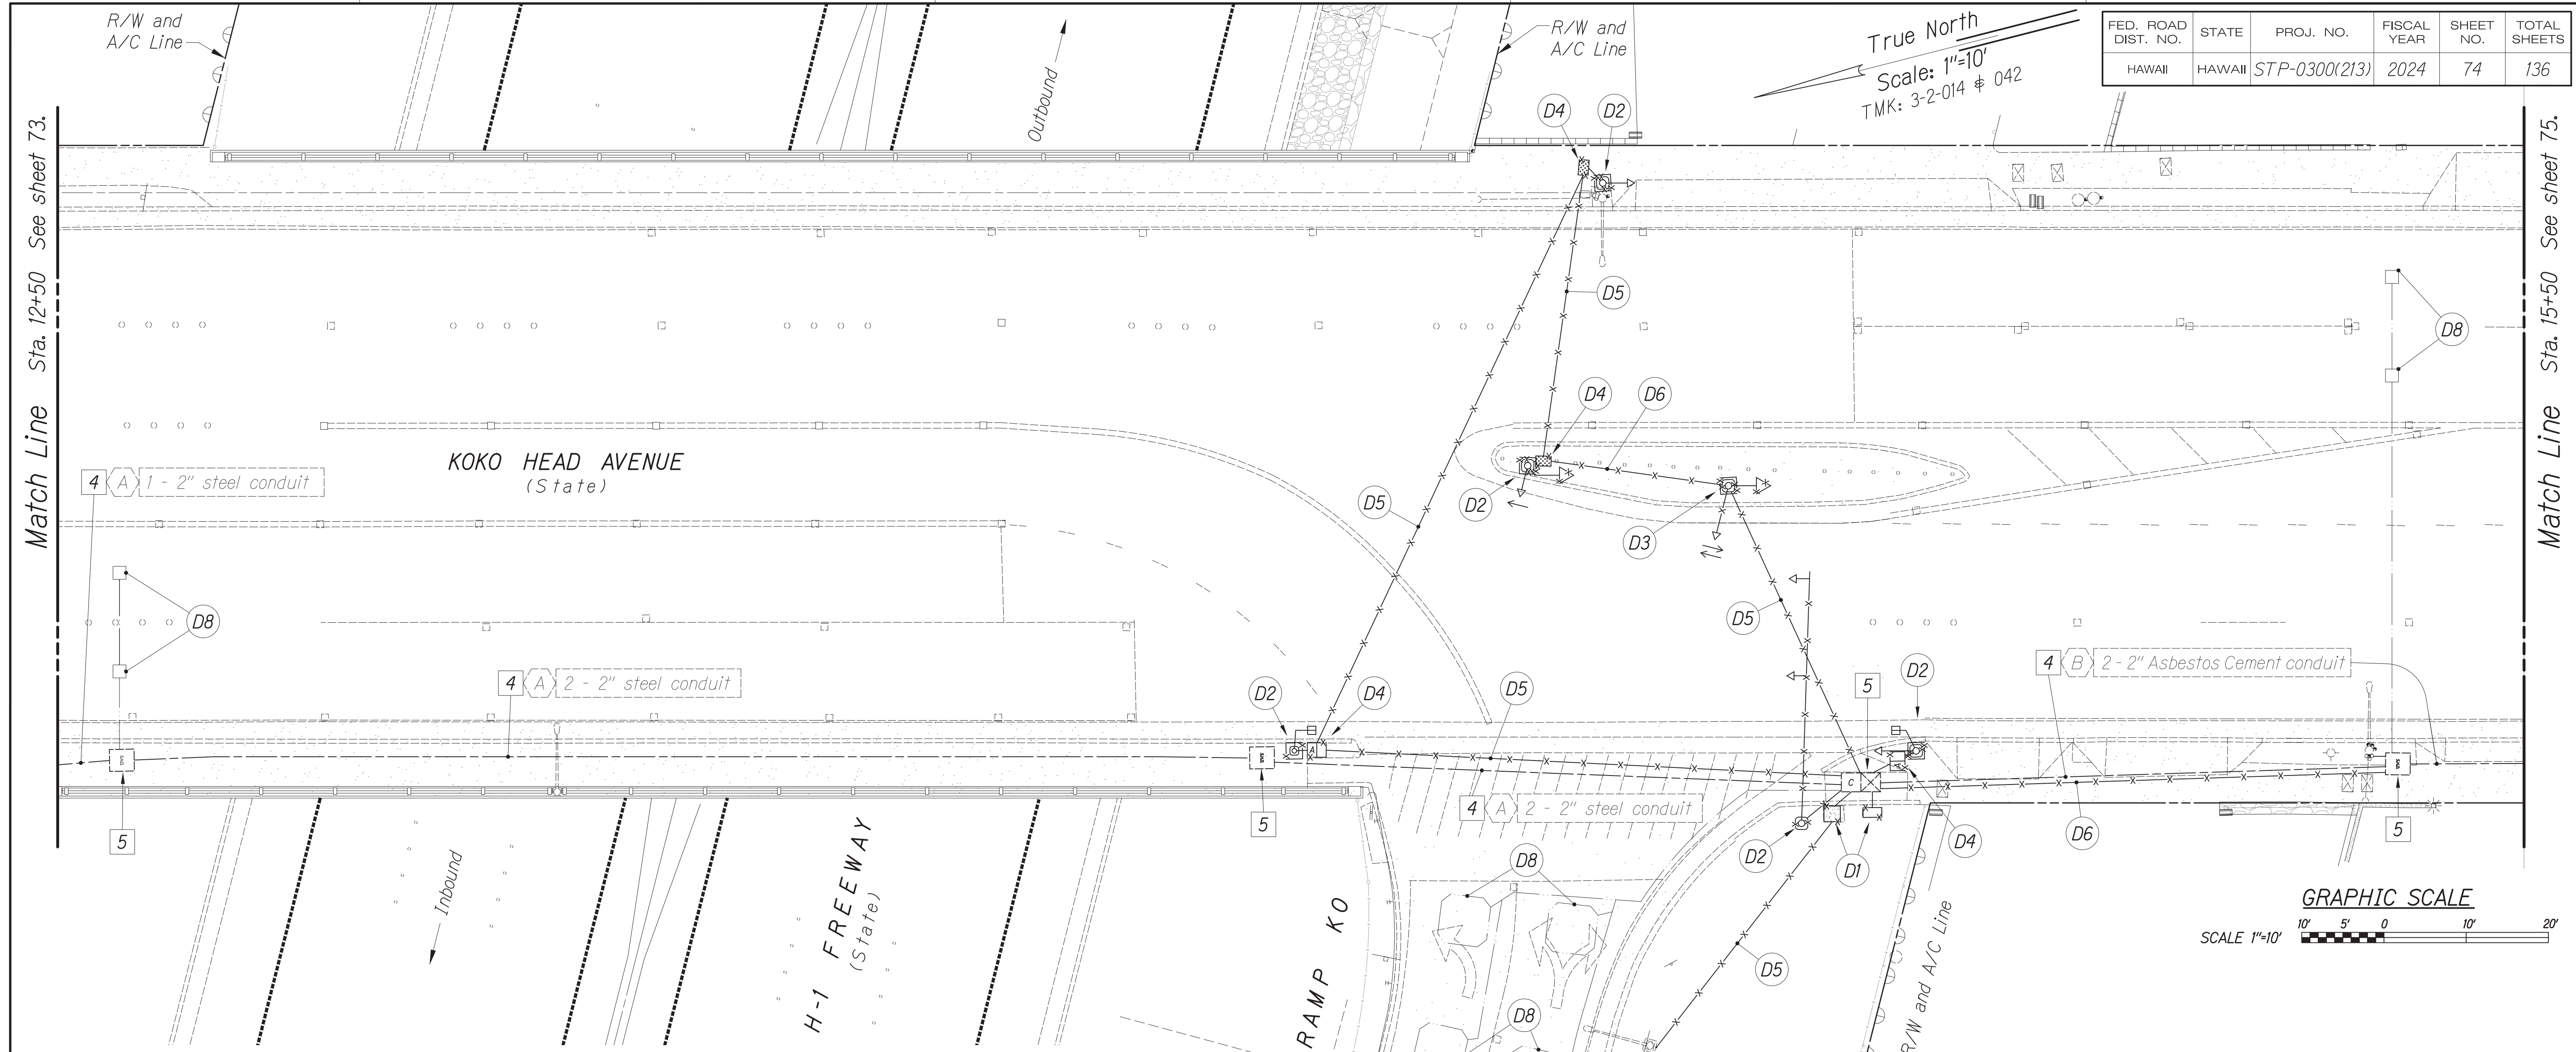 R/W and
A/C Line
Outbound
R/W and
A/C Line
True North
Scale: 1"=10'
TMK: 3-2-014 & 042
FED. ROAD DIST. NO.
STATE
PROJ. NO.
FISCAL YEAR
SHEET NO.
TOTAL SHEETS
HAWAII
HAWAII
STP-0300(213)
2024
74
136
Match Line Sta. 12+50 See sheet 73.
Match Line Sta. 15+50 See sheet 75.
D4
D2
D5
D8
D4
D6
KOKO HEAD AVENUE
(State)
4 A 1 - 2" steel conduit
D5
D2
D3
D8
D5
4 A 2 - 2" steel conduit
D2
D4
D5
5
D2
4 B 2 - 2" Asbestos Cement conduit
A
C
5
5
4 A 2 - 2" steel conduit
D2
D1
D4
D6
5
Inbound
H-1 FREEWAY
(State)
RAMP KO
D8
D5
D8
R/W and A/C Line
GRAPHIC SCALE
SCALE 1"=10'
10' 5' 0 10' 20'